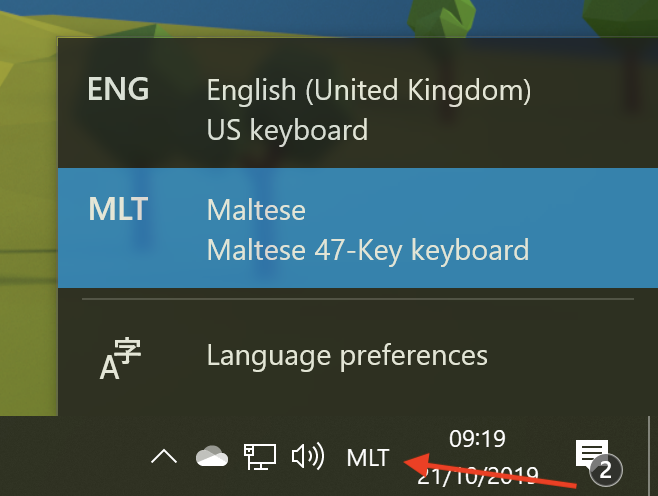 ENG English (United Kingdom)
US keyboard
MLT Maltese
Maltese 47-Key keyboard
A字 Language preferences
MLT
09:19
21/10/2019
2